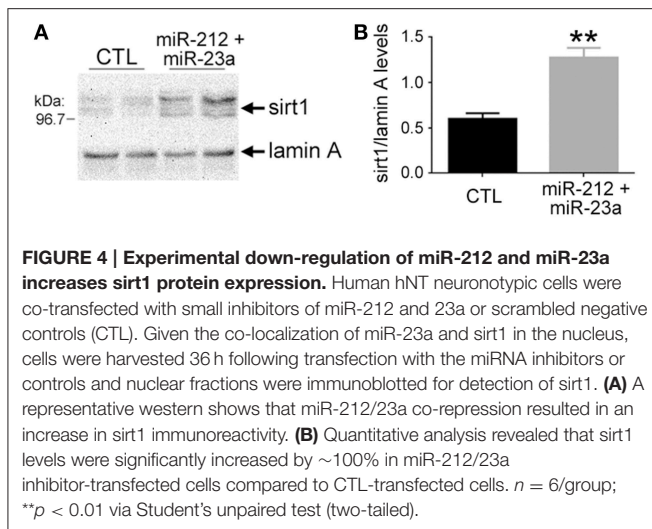 A
CTL
miR-212 +
miR-23a
kDa:
96.7–
sirt1
lamin A
B
sirt1/lamin A levels
1.5
1.0
0.5
0.0
**
CTL
miR-212 +
miR-23a
FIGURE 4 | Experimental down-regulation of miR-212 and miR-23a
increases sirt1 protein expression. Human hNT neuronotypic cells were
co-transfected with small inhibitors of miR-212 and 23a or scrambled negative
controls (CTL). Given the co-localization of miR-23a and sirt1 in the nucleus,
cells were harvested 36 h following transfection with the miRNA inhibitors or
controls and nuclear fractions were immunoblotted for detection of sirt1. (A) A
representative western shows that miR-212/23a co-repression resulted in an
increase in sirt1 immunoreactivity. (B) Quantitative analysis revealed that sirt1
levels were significantly increased by ∼100% in miR-212/23a
inhibitor-transfected cells compared to CTL-transfected cells. n = 6/group;
**p < 0.01 via Student's unpaired test (two-tailed).